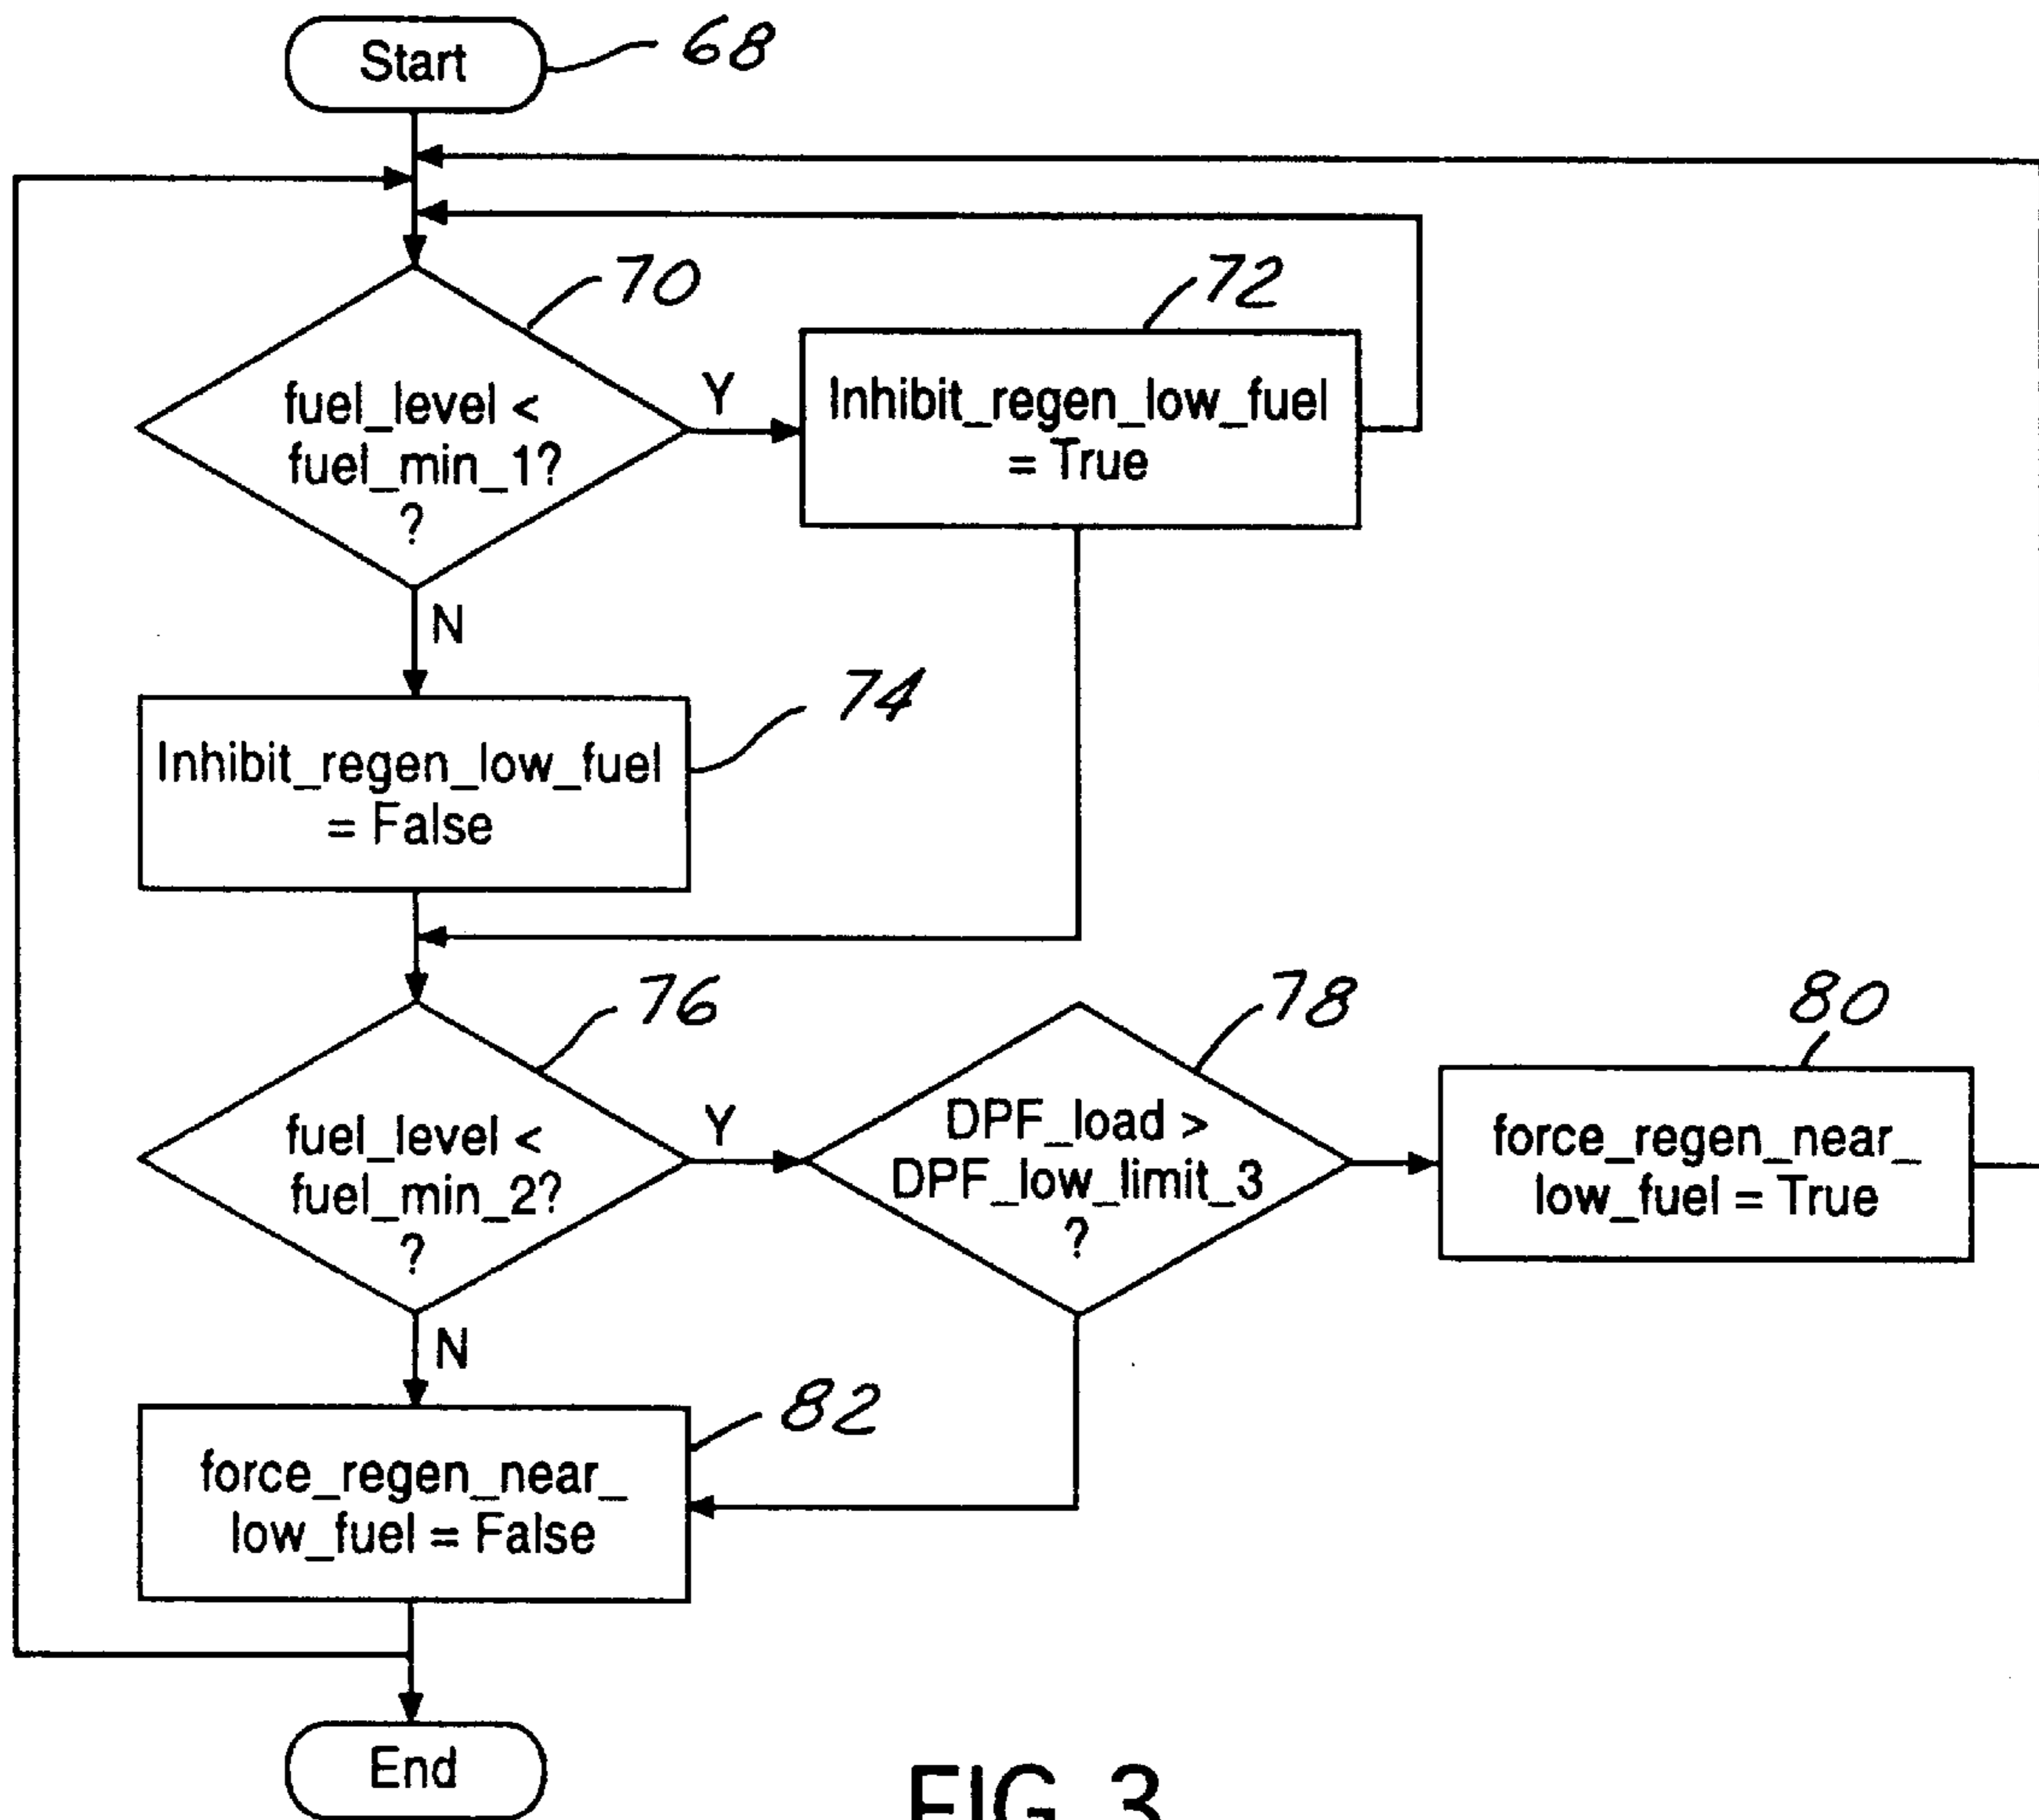 Start
68
70
fuel_level <
fuel_min_1?
?
Y
72
Inhibit_regen_low_fuel
= True
N
74
Inhibit_regen_low_fuel
= False
76
fuel_level <
fuel_min_2?
?
Y
78
DPF_load >
DPF_low_limit_3
?
80
force_regen_near_
low_fuel = True
N
82
force_regen_near_
low_fuel = False
End
FIG. 3